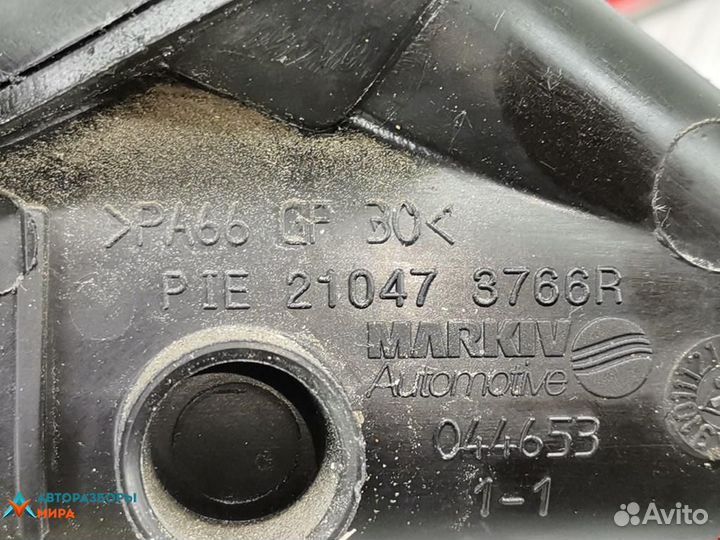 >PA66 GF 30<
PIE 21047 3766R
MARKIV
Automotive
044653
1-1
АВТОРАЗБОРЫ
МИРА
Avito